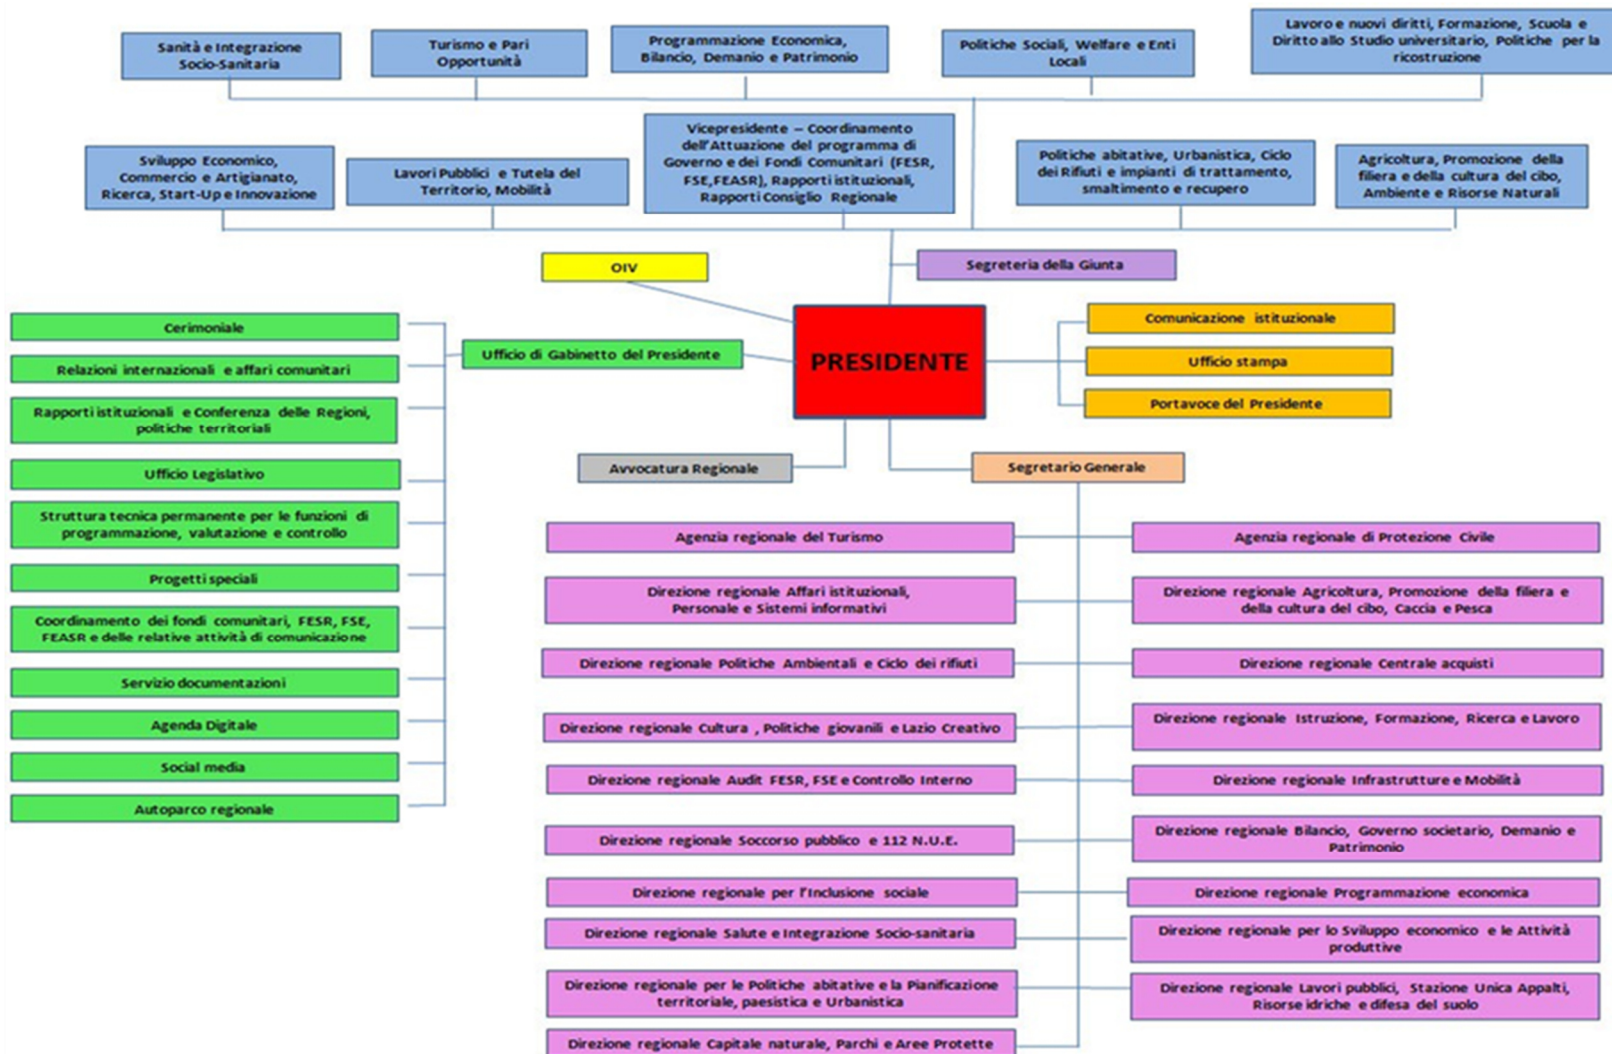 Sanità e Integrazione
Socio-Sanitaria
Turismo e Pari
Opportunità
Programmazione Economica,
Bilancio, Demanio e Patrimonio
Politiche Sociali, Welfare e Enti
Locali
Lavoro e nuovi diritti, Formazione, Scuola e
Diritto allo Studio universitario, Politiche per la
ricostruzione
Sviluppo Economico,
Commercio e Artigianato,
Ricerca, Start-Up e Innovazione
Lavori Pubblici e Tutela del
Territorio, Mobilità
Vicepresidente – Coordinamento
dell'Attuazione del programma di
Governo e dei Fondi Comunitari (FESR,
FSE,FEASR), Rapporti istituzionali,
Rapporti Consiglio Regionale
Politiche abitative, Urbanistica, Ciclo
dei Rifiuti e impianti di trattamento,
smaltimento e recupero
Agricoltura, Promozione della
filiera e della cultura del cibo,
Ambiente e Risorse Naturali
OIV
Segreteria della Giunta
PRESIDENTE
Ufficio di Gabinetto del Presidente
Cerimoniale
Relazioni internazionali e affari comunitari
Rapporti istituzionali e Conferenza delle Regioni,
politiche territoriali
Ufficio Legislativo
Struttura tecnica permanente per le funzioni di
programmazione, valutazione e controllo
Progetti speciali
Coordinamento dei fondi comunitari, FESR, FSE,
FEASR e delle relative attività di comunicazione
Servizio documentazioni
Agenda Digitale
Social media
Autoparco regionale
Comunicazione istituzionale
Ufficio stampa
Portavoce del Presidente
Avvocatura Regionale
Segretario Generale
Agenzia regionale del Turismo
Agenzia regionale di Protezione Civile
Direzione regionale Affari istituzionali,
Personale e Sistemi informativi
Direzione regionale Agricoltura, Promozione della filiera e
della cultura del cibo, Caccia e Pesca
Direzione regionale Politiche Ambientali e Ciclo dei rifiuti
Direzione regionale Centrale acquisti
Direzione regionale Cultura , Politiche giovanili e Lazio Creativo
Direzione regionale Istruzione, Formazione, Ricerca e Lavoro
Direzione regionale Audit FESR, FSE e Controllo Interno
Direzione regionale Infrastrutture e Mobilità
Direzione regionale Soccorso pubblico e 112 N.U.E.
Direzione regionale Bilancio, Governo societario, Demanio e
Patrimonio
Direzione regionale per l'Inclusione sociale
Direzione regionale Programmazione economica
Direzione regionale Salute e Integrazione Socio-sanitaria
Direzione regionale per lo Sviluppo economico e le Attività
produttive
Direzione regionale per le Politiche abitative e la Pianificazione
territoriale, paesistica e Urbanistica
Direzione regionale Lavori pubblici, Stazione Unica Appalti,
Risorse idriche e difesa del suolo
Direzione regionale Capitale naturale, Parchi e Aree Protette